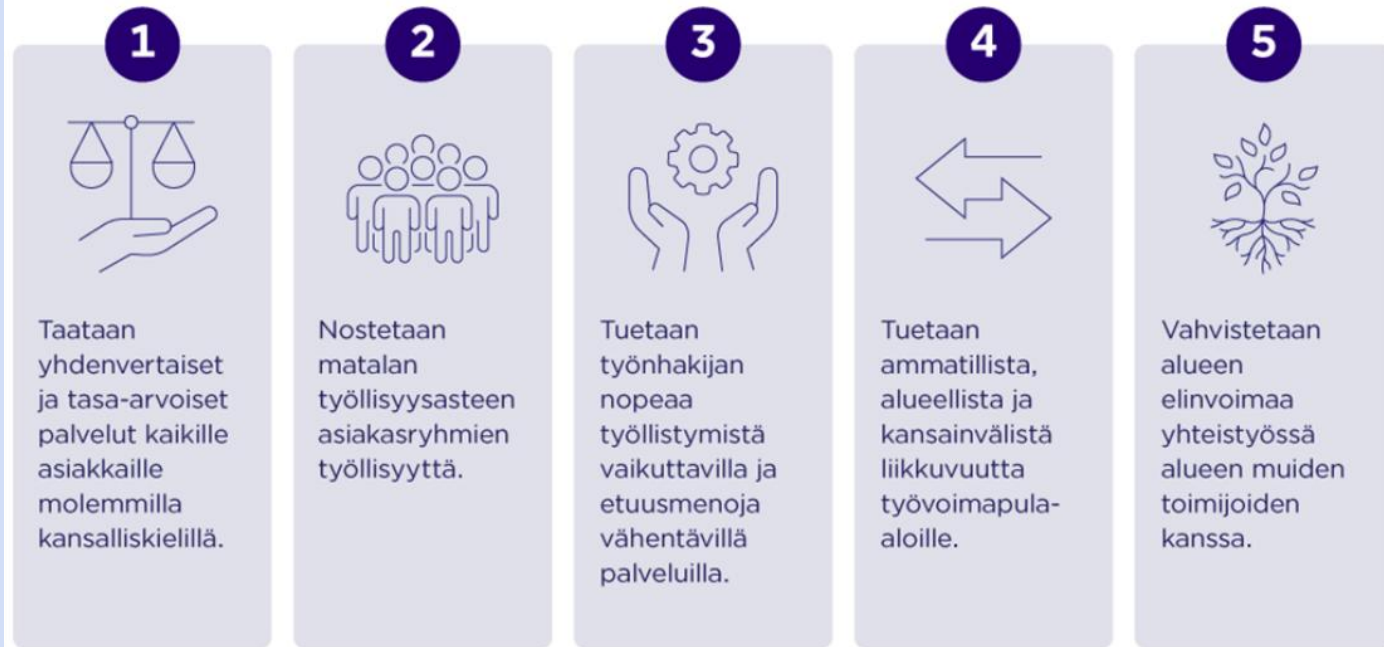 1
Taataan
yhdenvertaiset
ja tasa-arvoiset
palvelut kaikille
asiakkaille
molemmilla
kansalliskielillä.
2
Nostetaan
matalan
työllisyysasteen
asiakasryhmien
työllisyyttä.
3
Tuetaan
työnhakijan
nopeaa
työllistymistä
vaikuttavilla ja
etuusmenoja
vähentävillä
palveluilla.
4
Tuetaan
ammatillista,
alueellista ja
kansainvälistä
liikkuvuutta
työvoimapula-
aloille.
5
Vahvistetaan
alueen
elinvoimaa
yhteistyössä
alueen muiden
toimijoiden
kanssa.